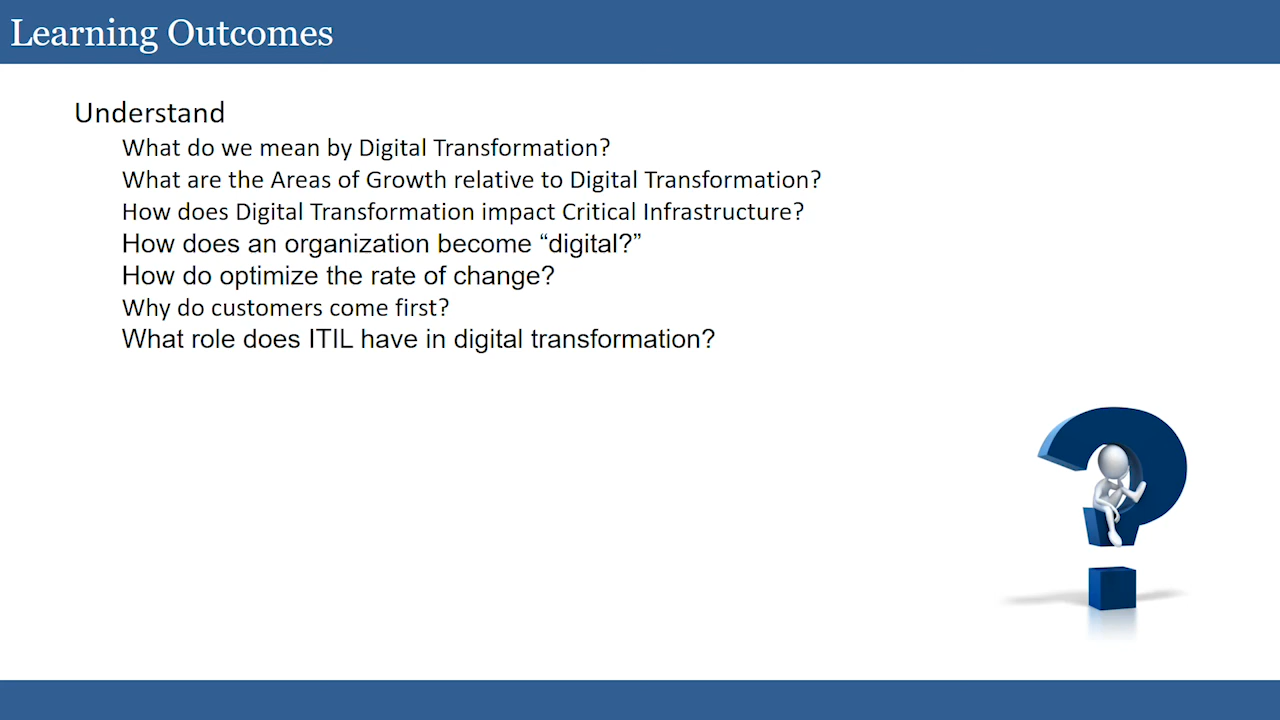 Learning Outcomes
Understand
What do we mean by Digital Transformation?
What are the Areas of Growth relative to Digital Transformation?
How does Digital Transformation impact Critical Infrastructure?
How does an organization become “digital?”
How do optimize the rate of change?
Why do customers come first?
What role does ITIL have in digital transformation?